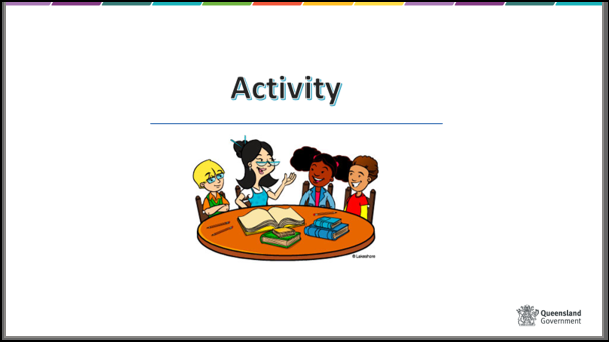 Activity
© Lakeshore
Queensland
Government